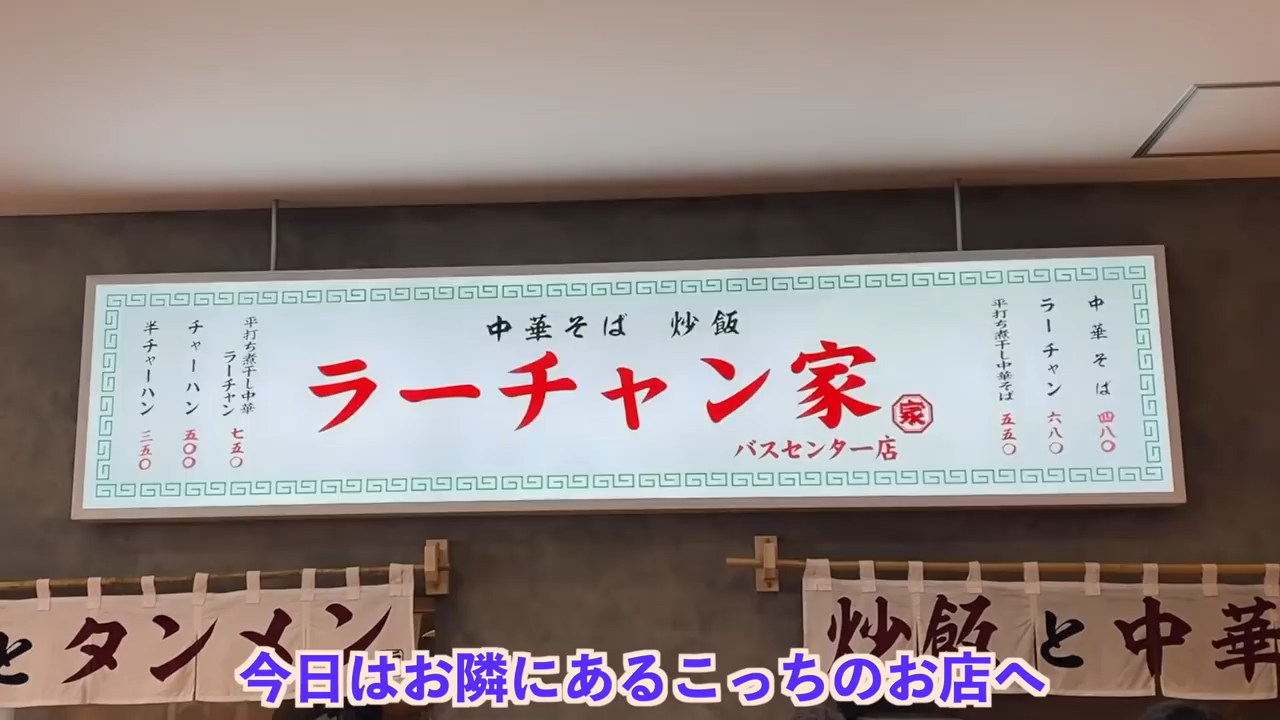 中華そば 炒飯
ラーチャン家
家
バスセンター店
中華そば 四八〇
ラーチャン 六八〇
平打ち煮干し中華そば 五五〇
平打ち煮干し中華
ラーチャン 七五〇
チャーハン 五〇〇
半チャーハン 三五〇
とタンメン
炒飯と中華
今日はお隣にあるこっちのお店へ